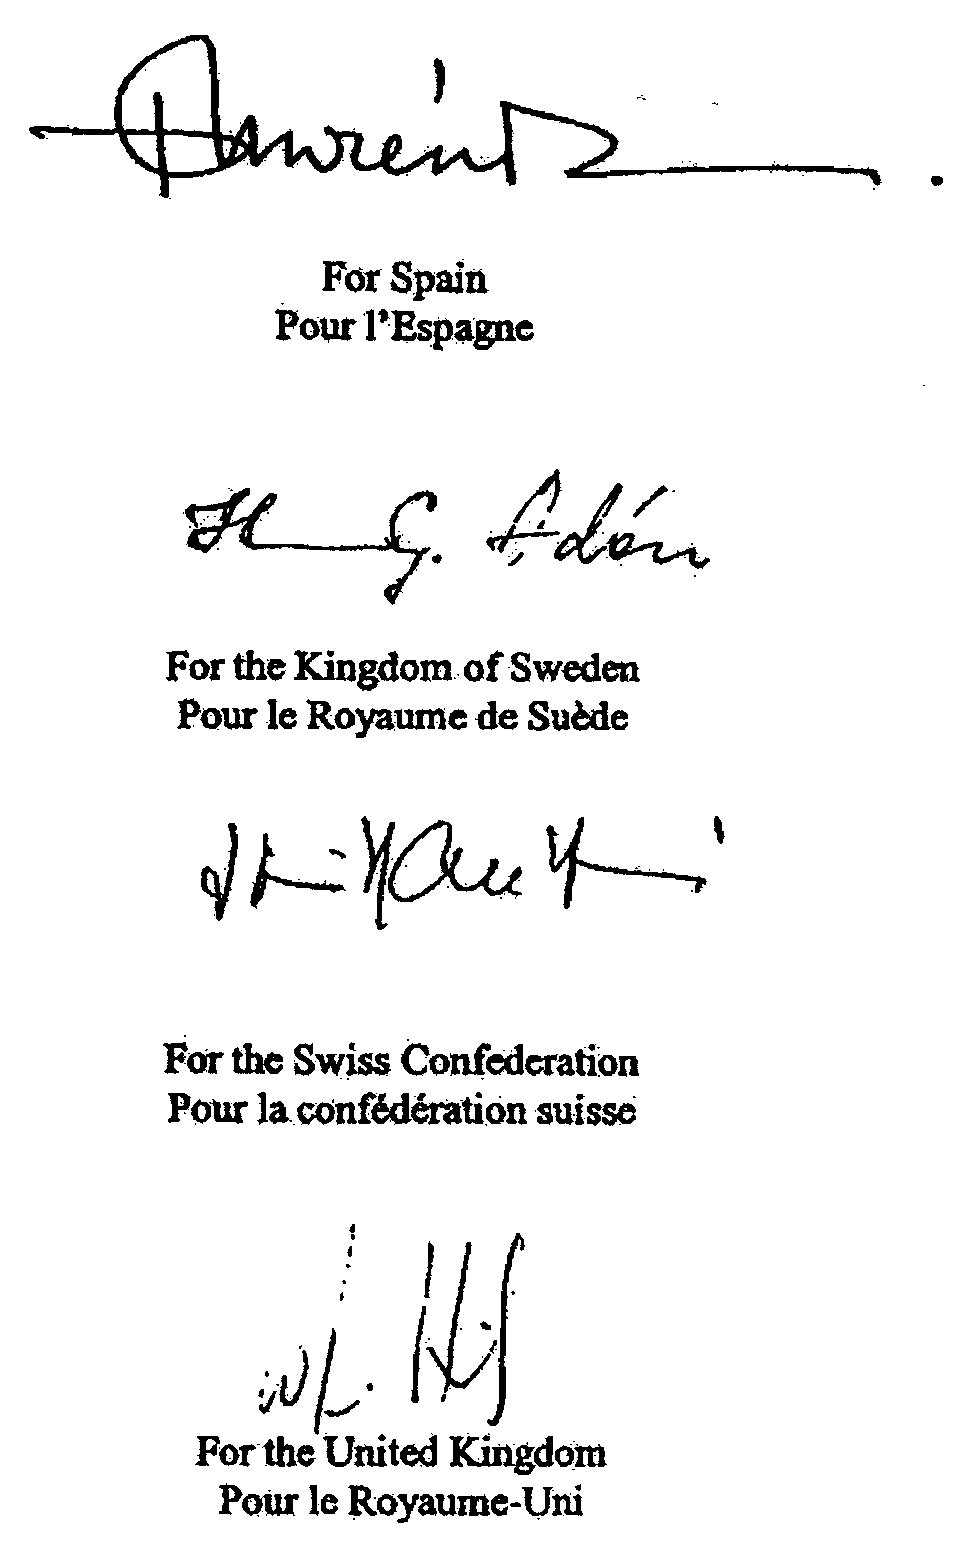 For Spain
Pour l'Espagne
For the Kingdom of Sweden
Pour le Royaume de Suède
For the Swiss Confederation
Pour la confédération suisse
For the United Kingdom
Pour le Royaume-Uni